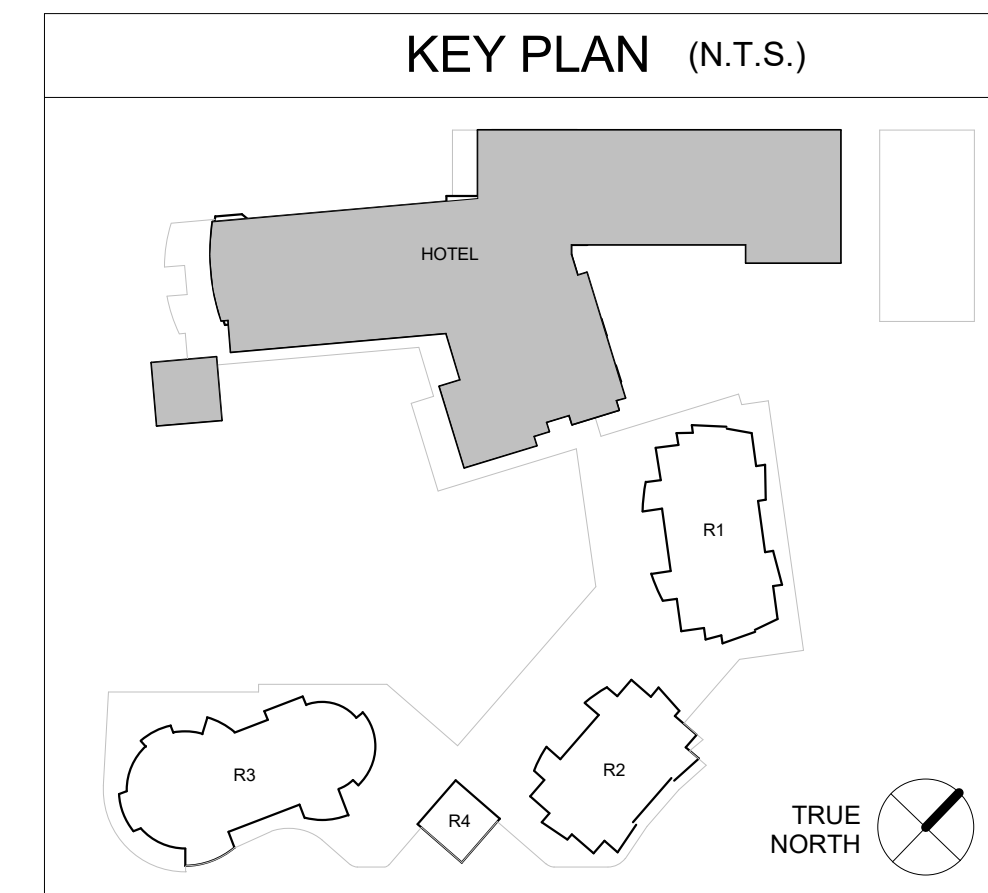 KEY PLAN (N.T.S.)
HOTEL
R1
R2
R3
R4
TRUE
NORTH